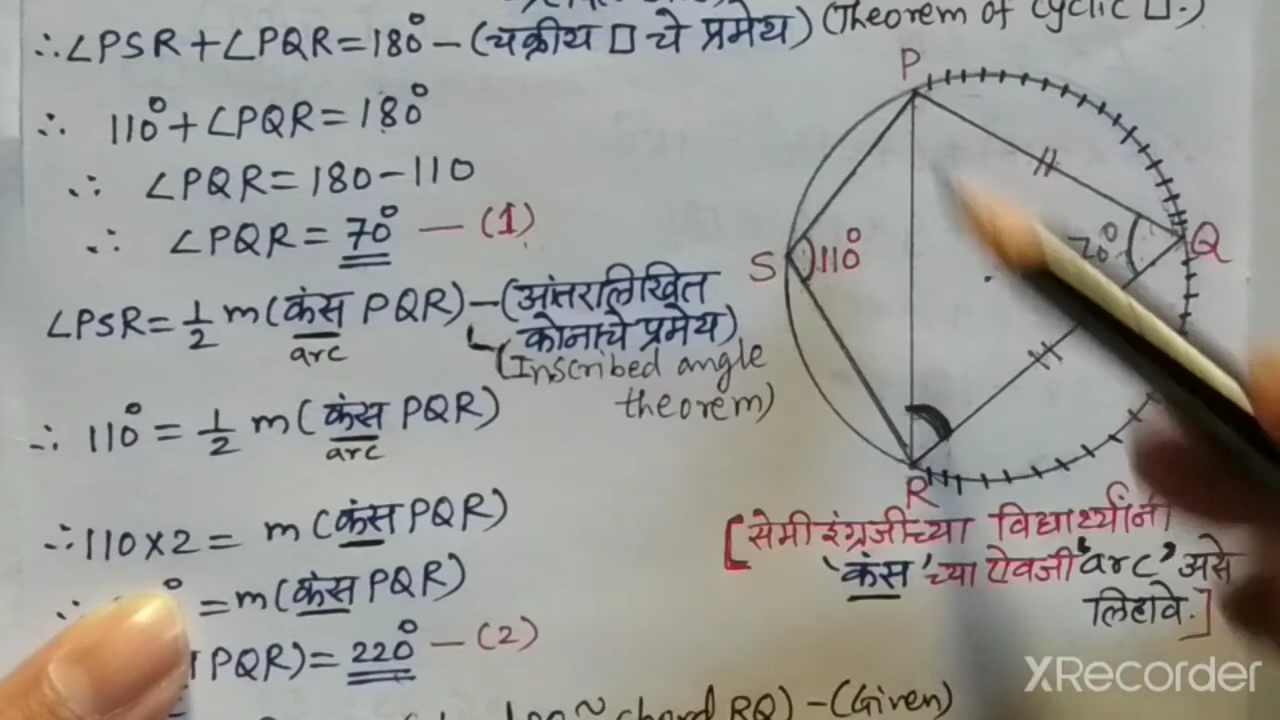 ∴∠PSR+∠PQR=180°-(चक्रीय □ चे प्रमेय) (Theorem of cyclic □.)
∴ 110°+∠PQR=180°
∴ ∠PQR=180-110
∴ ∠PQR=70° — (1)
∠PSR=1/2 m(कंस PQR)-(आंतरलिखित
arc
कोनाचे प्रमेय)
(Inscribed angle
theorem)
∴ 110°=1/2 m(कंस PQR)
arc
∴110×2= m(कंस PQR)
∴ ° =m(कंस PQR)
PQR)=220° — (2)
chord RQ)-(Given)
P
Q
70°
S
110°
R
[सेमी इंग्रजीच्या विद्यार्थ्यांनी
'कंस'च्या ऐवजी 'arc' असे
लिहावे.]
XRecorder